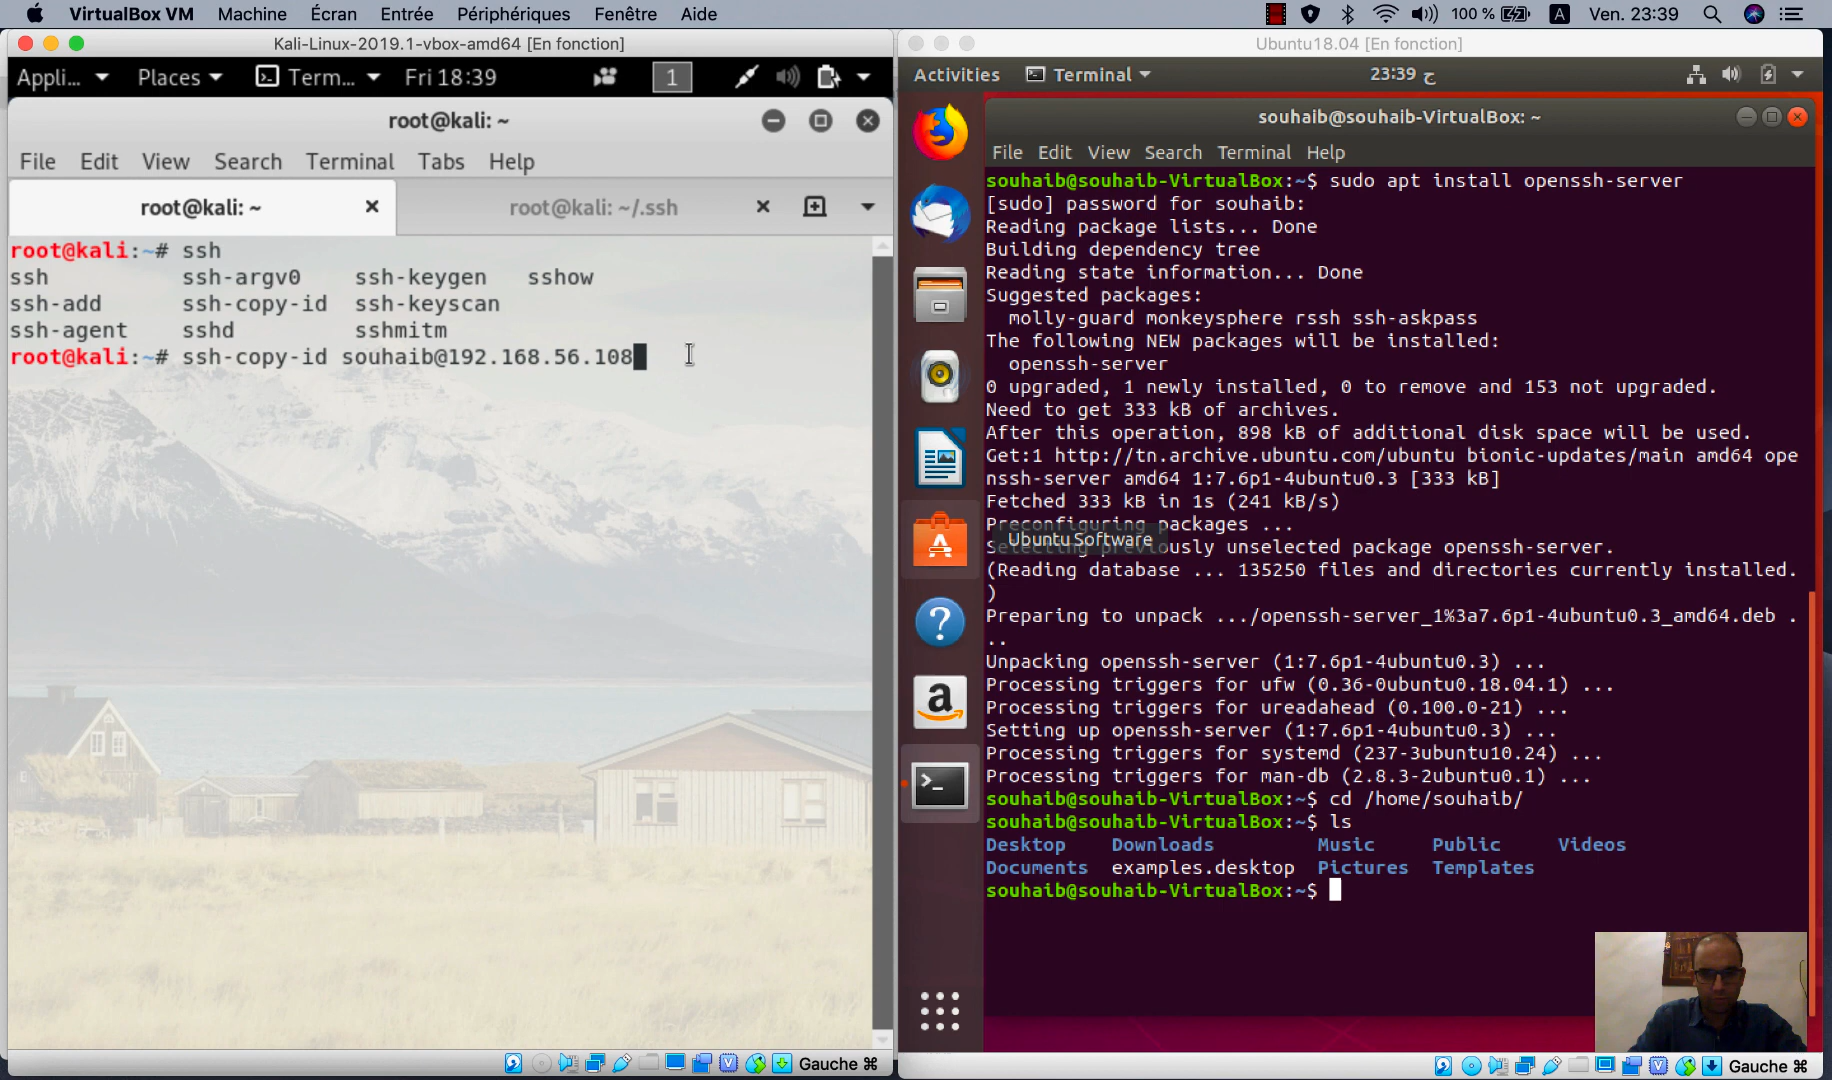 VirtualBox VM Machine Écran Entrée Périphériques Fenêtre Aide 100 % A Ven. 23:39
Kali-Linux-2019.1-vbox-amd64 [En fonction]
Appli... Places Term... Fri 18:39 1
root@kali: ~
File Edit View Search Terminal Tabs Help
root@kali: ~ root@kali: ~/.ssh
root@kali:~# ssh
ssh ssh-argv0 ssh-keygen sshow
ssh-add ssh-copy-id ssh-keyscan
ssh-agent sshd sshmitm
root@kali:~# ssh-copy-id souhaib@192.168.56.108
Gauche ⌘
Ubuntu18.04 [En fonction]
Activities Terminal 23:39 ح
souhaib@souhaib-VirtualBox: ~
File Edit View Search Terminal Help
souhaib@souhaib-VirtualBox:~$ sudo apt install openssh-server
[sudo] password for souhaib:
Reading package lists... Done
Building dependency tree
Reading state information... Done
Suggested packages:
molly-guard monkeysphere rssh ssh-askpass
The following NEW packages will be installed:
openssh-server
0 upgraded, 1 newly installed, 0 to remove and 153 not upgraded.
Need to get 333 kB of archives.
After this operation, 898 kB of additional disk space will be used.
Get:1 http://tn.archive.ubuntu.com/ubuntu bionic-updates/main amd64 ope
nssh-server amd64 1:7.6p1-4ubuntu0.3 [333 kB]
Fetched 333 kB in 1s (241 kB/s)
Preconfiguring packages ...
Ubuntu Software
Selecting previously unselected package openssh-server.
(Reading database ... 135250 files and directories currently installed.
)
Preparing to unpack .../openssh-server_1%3a7.6p1-4ubuntu0.3_amd64.deb .
..
Unpacking openssh-server (1:7.6p1-4ubuntu0.3) ...
Processing triggers for ufw (0.36-0ubuntu0.18.04.1) ...
Processing triggers for ureadahead (0.100.0-21) ...
Setting up openssh-server (1:7.6p1-4ubuntu0.3) ...
Processing triggers for systemd (237-3ubuntu10.24) ...
Processing triggers for man-db (2.8.3-2ubuntu0.1) ...
souhaib@souhaib-VirtualBox:~$ cd /home/souhaib/
souhaib@souhaib-VirtualBox:~$ ls
Desktop Downloads Music Public Videos
Documents examples.desktop Pictures Templates
souhaib@souhaib-VirtualBox:~$
Gauche ⌘